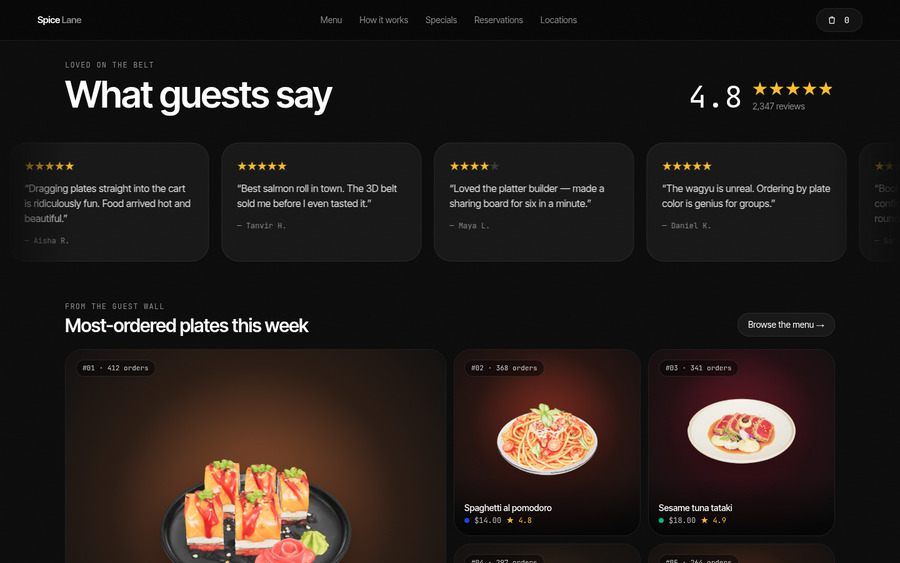 Spice Lane
Menu
How it works
Specials
Reservations
Locations
0
LOVED ON THE BELT
What guests say
4.8
★★★★★
2,347 reviews
★★★★★
“Dragging plates straight into the cart
is ridiculously fun. Food arrived hot and
beautiful.”
— Aisha R.
★★★★★
“Best salmon roll in town. The 3D belt
sold me before I even tasted it.”
— Tanvir H.
★★★★★
“Loved the platter builder — made a
sharing board for six in a minute.”
— Maya L.
★★★★★
“The wagyu is unreal. Ordering by plate
color is genius for groups.”
— Daniel K.
FROM THE GUEST WALL
Most-ordered plates this week
Browse the menu →
#01 · 412 orders
#02 · 368 orders
Spaghetti al pomodoro
$14.00 ★ 4.8
#03 · 341 orders
Sesame tuna tataki
$18.00 ★ 4.9